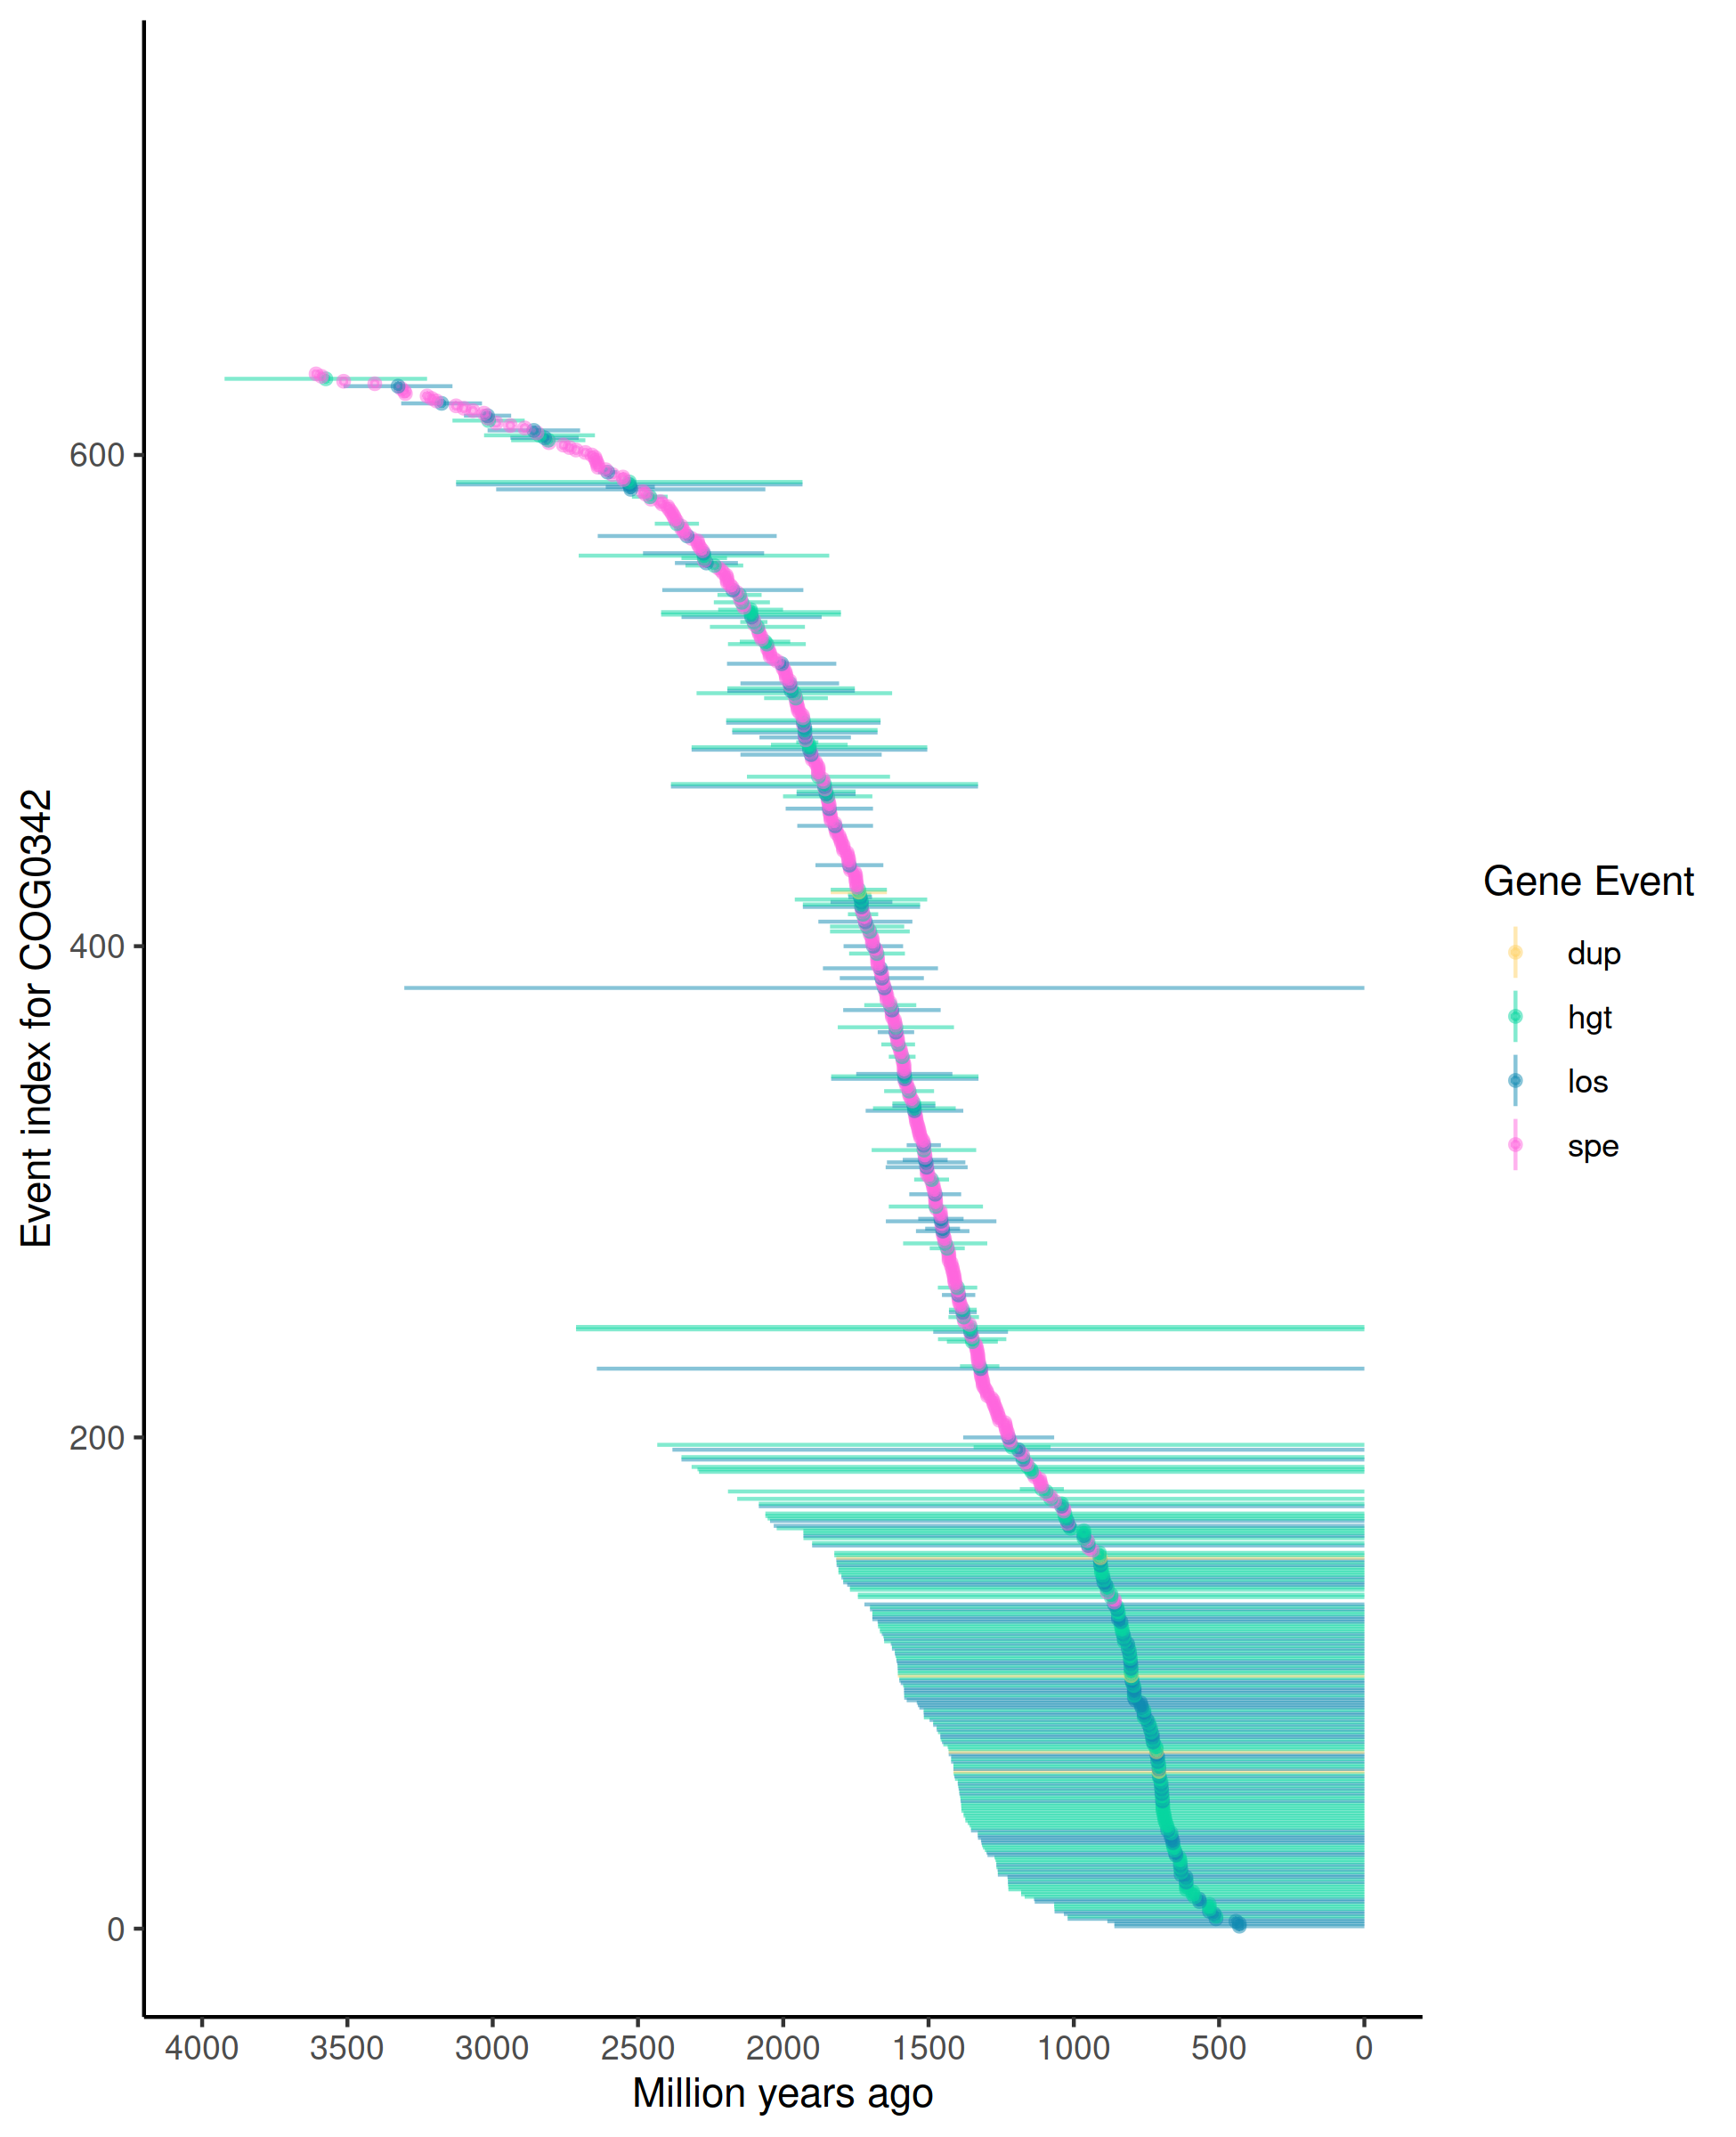 Event index for COG0342
600
400
200
0
4000 3500 3000 2500 2000 1500 1000 500 0
Million years ago
Gene Event
dup
hgt
los
spe